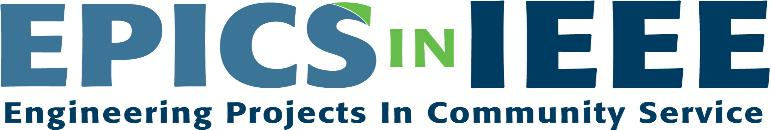 EPICS IN IEEE
Engineering Projects In Community Service